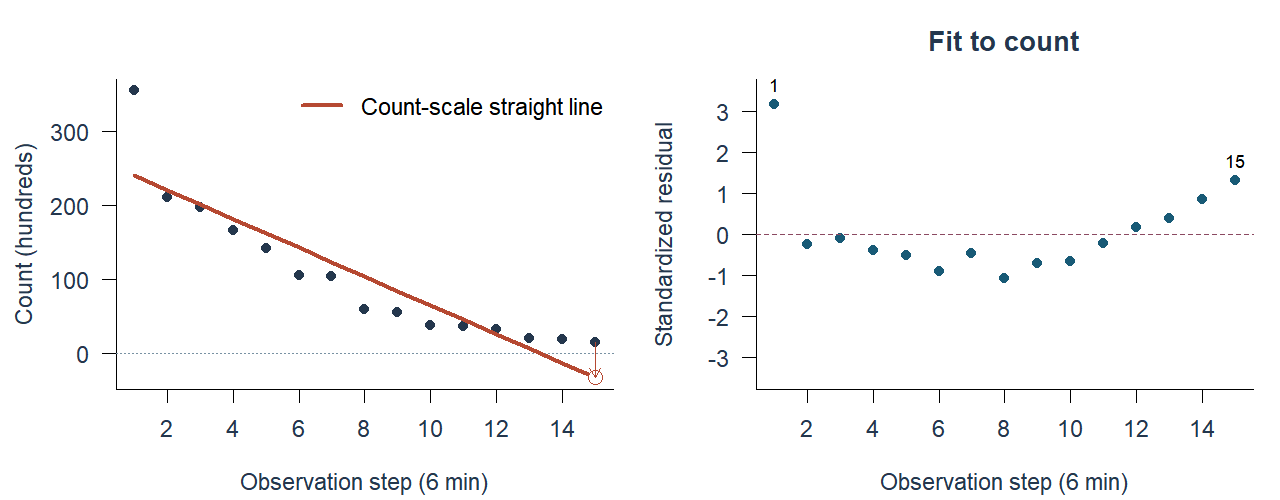 Count-scale straight line
Count (hundreds)
300
200
100
0
2 4 6 8 10 12 14
Observation step (6 min)
Fit to count
Standardized residual
3
2
1
0
-1
-2
-3
1
15
2 4 6 8 10 12 14
Observation step (6 min)